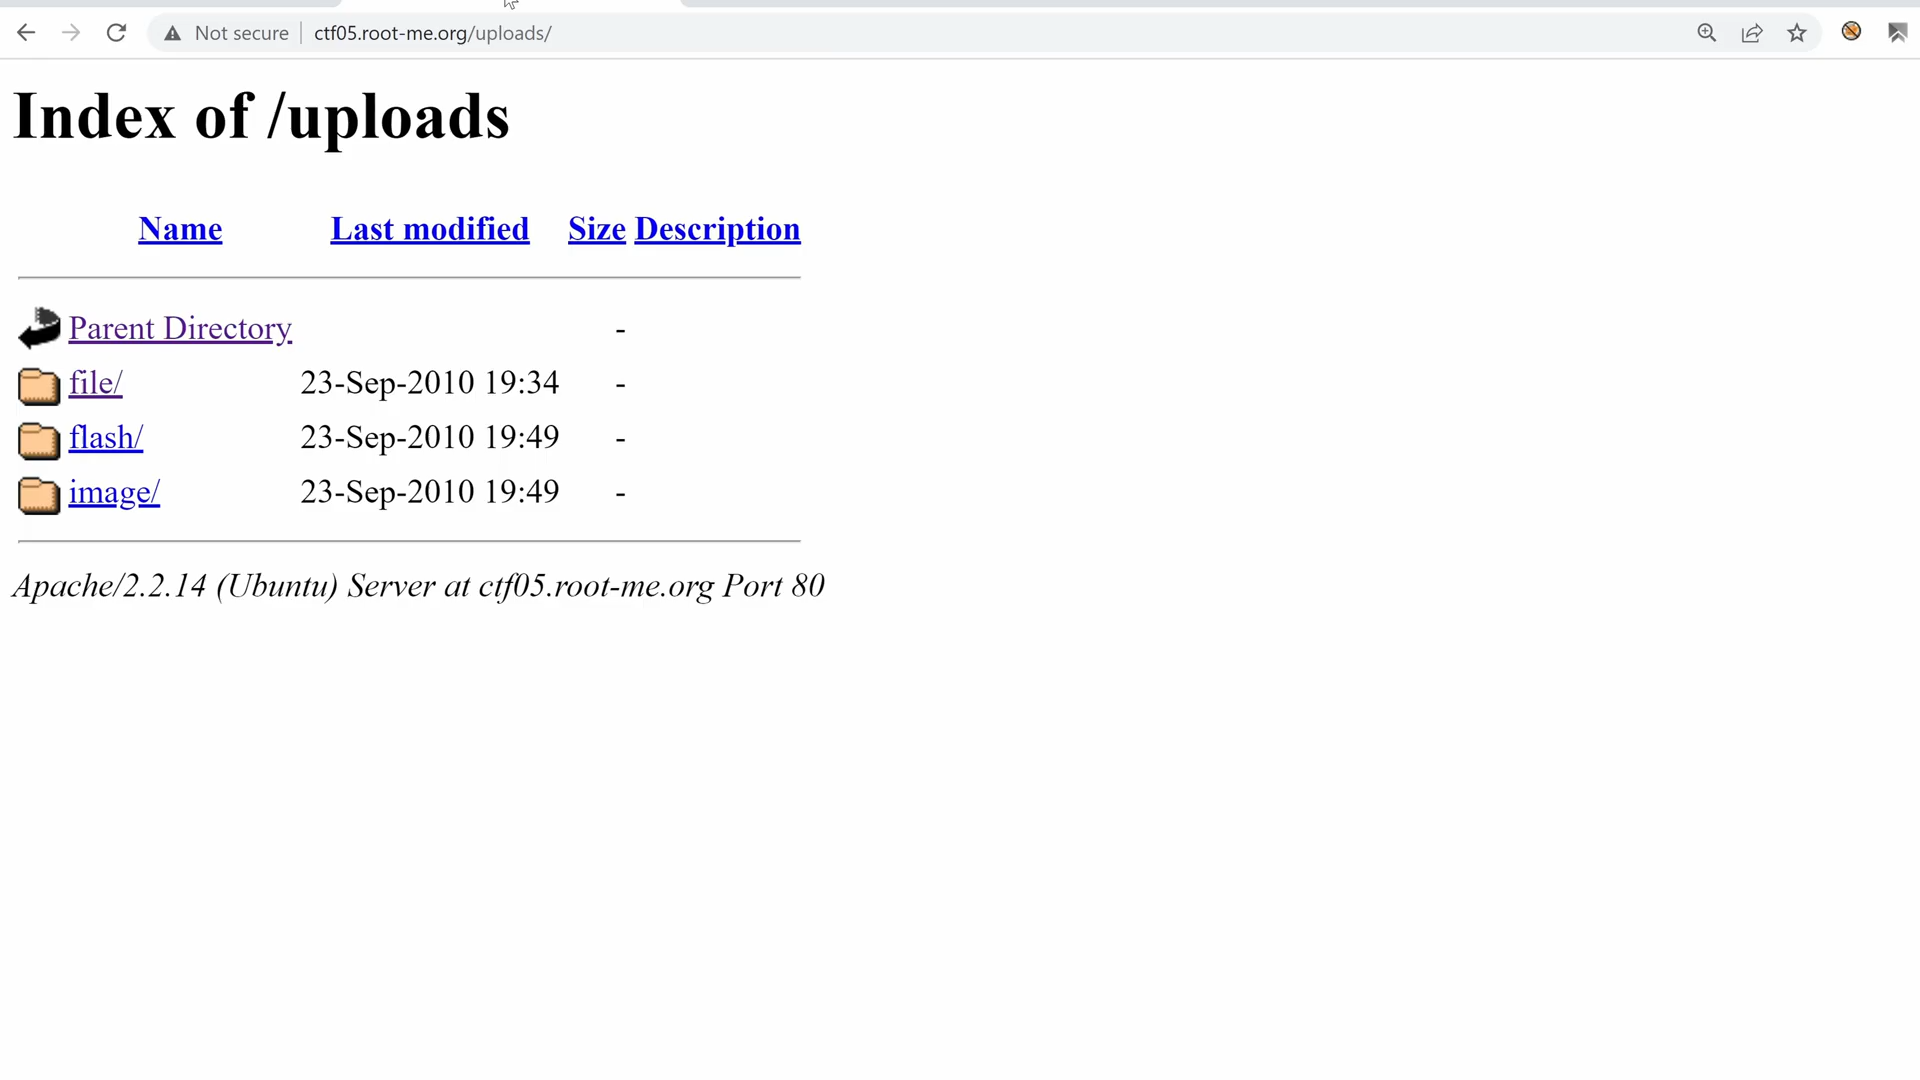 Not secure ctf05.root-me.org/uploads/
Index of /uploads
Name Last modified Size Description
Parent Directory -
file/ 23-Sep-2010 19:34 -
flash/ 23-Sep-2010 19:49 -
image/ 23-Sep-2010 19:49 -
Apache/2.2.14 (Ubuntu) Server at ctf05.root-me.org Port 80